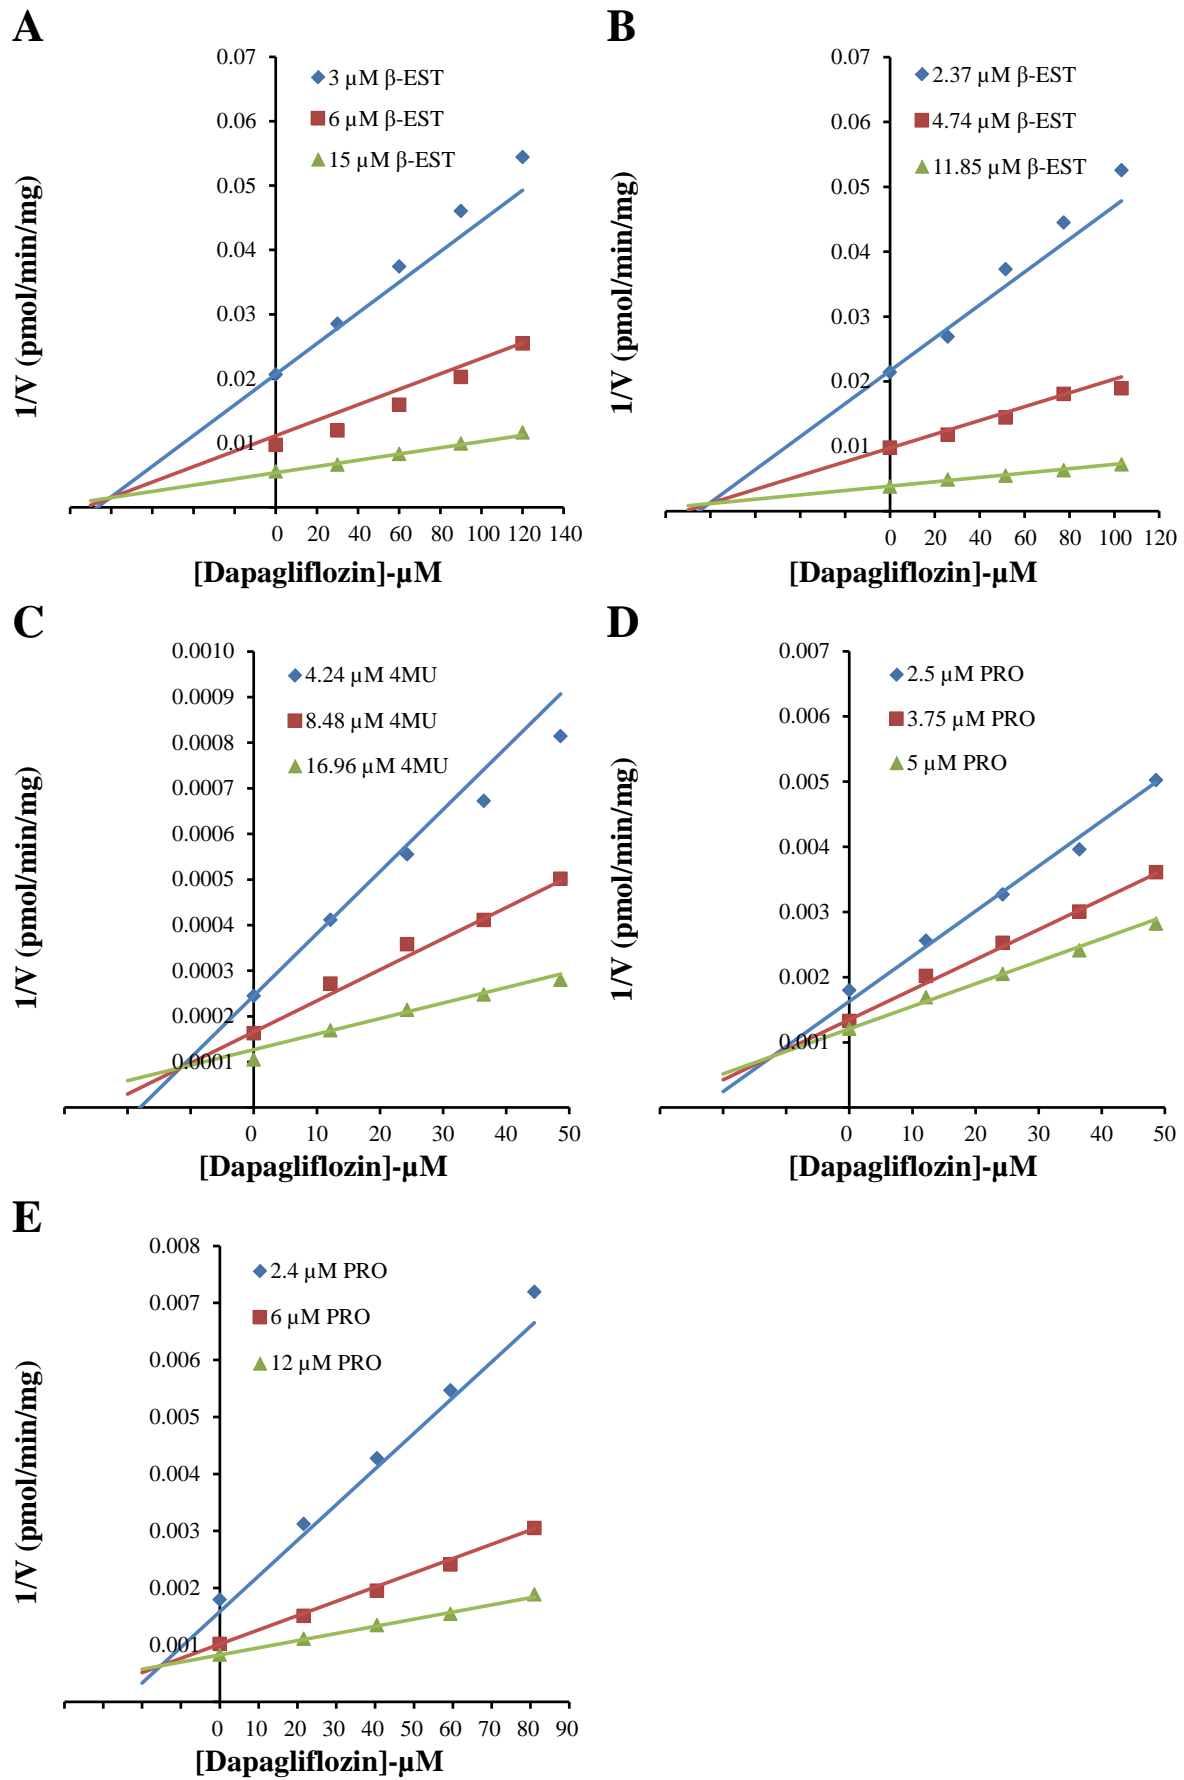 A
1/V (pmol/min/mg)
0.07
0.06
0.05
0.04
0.03
0.02
0.01
3 µM β-EST
6 µM β-EST
15 µM β-EST
0 20 40 60 80 100 120 140
[Dapagliflozin]-µM
B
1/V (pmol/min/mg)
0.07
0.06
0.05
0.04
0.03
0.02
0.01
2.37 µM β-EST
4.74 µM β-EST
11.85 µM β-EST
0 20 40 60 80 100 120
[Dapagliflozin]-µM
C
1/V (pmol/min/mg)
0.0010
0.0009
0.0008
0.0007
0.0006
0.0005
0.0004
0.0003
0.0002
0.0001
4.24 µM 4MU
8.48 µM 4MU
16.96 µM 4MU
0 10 20 30 40 50
[Dapagliflozin]-µM
D
1/V (pmol/min/mg)
0.007
0.006
0.005
0.004
0.003
0.002
0.001
2.5 µM PRO
3.75 µM PRO
5 µM PRO
0 10 20 30 40 50
[Dapagliflozin]-µM
E
1/V (pmol/min/mg)
0.008
0.007
0.006
0.005
0.004
0.003
0.002
0.001
2.4 µM PRO
6 µM PRO
12 µM PRO
0 10 20 30 40 50 60 70 80 90
[Dapagliflozin]-µM